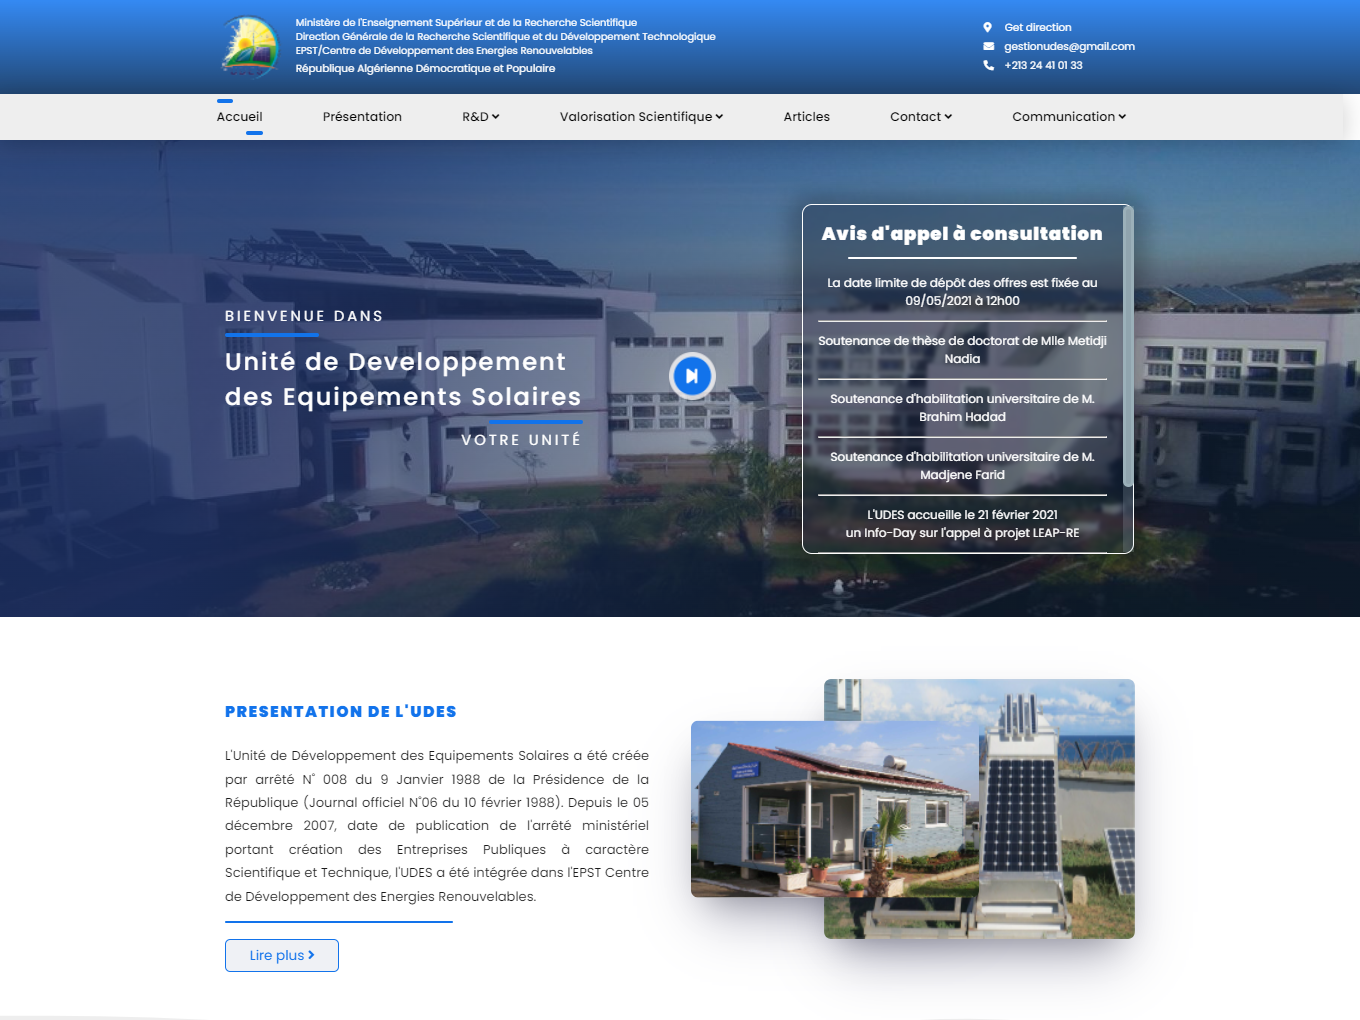 Ministère de l'Enseignement Supérieur et de la Recherche Scientifique
Direction Générale de la Recherche Scientifique et du Développement Technologique
EPST/Centre de Développement des Energies Renouvelables
République Algérienne Démocratique et Populaire
Get direction
gestionudes@gmail.com
+213 24 41 01 33
Accueil Présentation R&D Valorisation Scientifique Articles Contact Communication
BIENVENUE DANS
Unité de Developpement
des Equipements Solaires
VOTRE UNITÉ
Avis d'appel à consultation
La date limite de dépôt des offres est fixée au
09/05/2021 à 12h00
Soutenance de thèse de doctorat de Mlle Metidji
Nadia
Soutenance d'habilitation universitaire de M.
Brahim Hadad
Soutenance d'habilitation universitaire de M.
Madjene Farid
L'UDES accueille le 21 février 2021
un Info-Day sur l'appel à projet LEAP-RE
PRESENTATION DE L'UDES
L'Unité de Développement des Equipements Solaires a été créée
par arrêté N° 008 du 9 Janvier 1988 de la Présidence de la
République (Journal officiel N°06 du 10 février 1988). Depuis le 05
décembre 2007, date de publication de l'arrêté ministériel
portant création des Entreprises Publiques à caractère
Scientifique et Technique, l'UDES a été intégrée dans l'EPST Centre
de Développement des Energies Renouvelables.
Lire plus